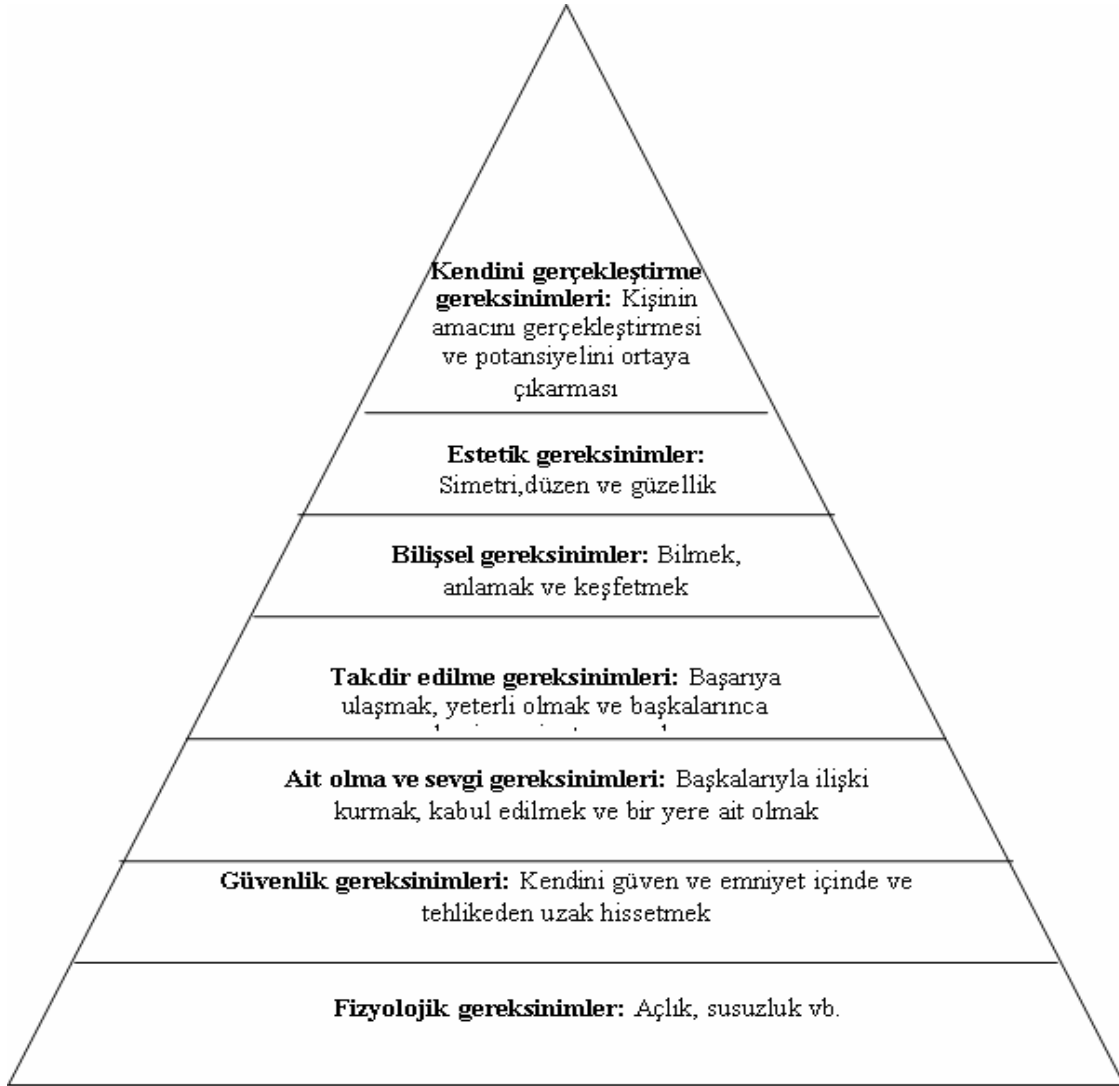 Kendini gerçekleştirme
gereksinimleri: Kişinin
amacını gerçekleştirmesi
ve potansiyelini ortaya
çıkarması
Estetik gereksinimler:
Simetri,düzen ve güzellik
Bilişsel gereksinimler: Bilmek,
anlamak ve keşfetmek
Takdir edilme gereksinimleri: Başarıya
ulaşmak, yeterli olmak ve başkalarınca
Ait olma ve sevgi gereksinimleri: Başkalarıyla ilişki
kurmak, kabul edilmek ve bir yere ait olmak
Güvenlik gereksinimleri: Kendini güven ve emniyet içinde ve
tehlikeden uzak hissetmek
Fizyolojik gereksinimler: Açlık, susuzluk vb.